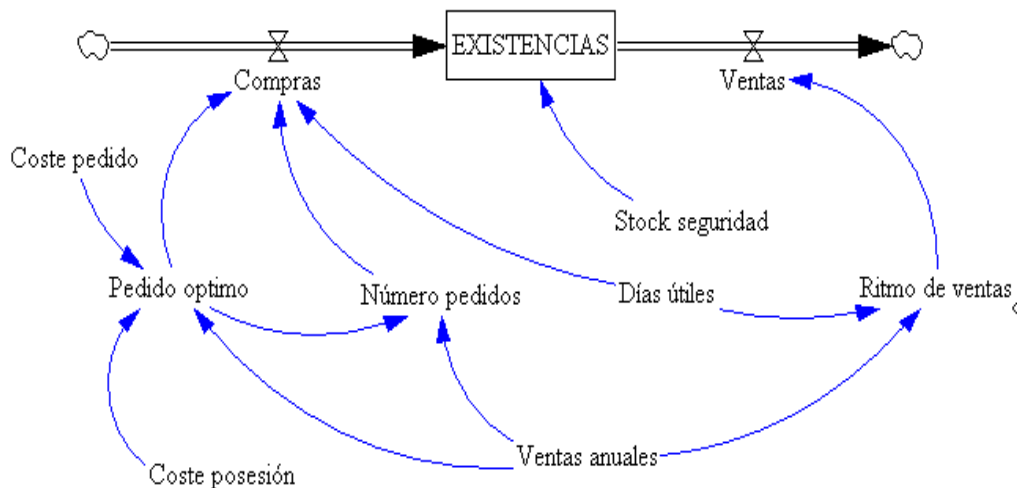 EXISTENCIAS
Compras
Ventas
Coste pedido
Stock seguridad
Pedido optimo
Número pedidos
Días útiles
Ritmo de ventas
Coste posesión
Ventas anuales